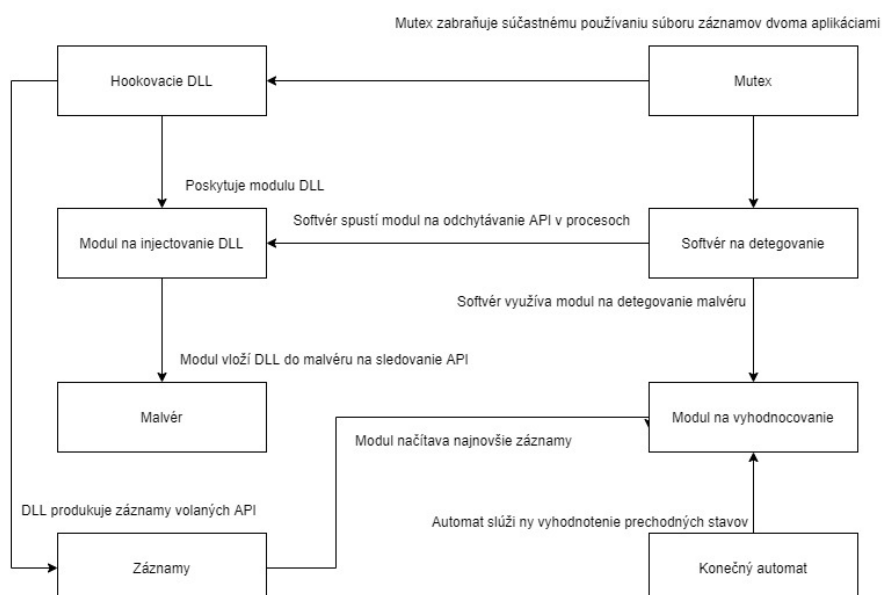 Mutex zabraňuje súčastnému používaniu súboru záznamov dvoma aplikáciami
Hookovacie DLL
Mutex
Poskytuje modulu DLL
Softvér spustí modul na odchytávanie API v procesoch
Modul na injectovanie DLL
Softvér na detegovanie
Softvér využíva modul na detegovanie malvéru
Modul vloží DLL do malvéru na sledovanie API
Malvér
Modul na vyhodnocovanie
Modul načítava najnovšie záznamy
DLL produkuje záznamy volaných API
Automat slúži ny vyhodnotenie prechodných stavov
Záznamy
Konečný automat